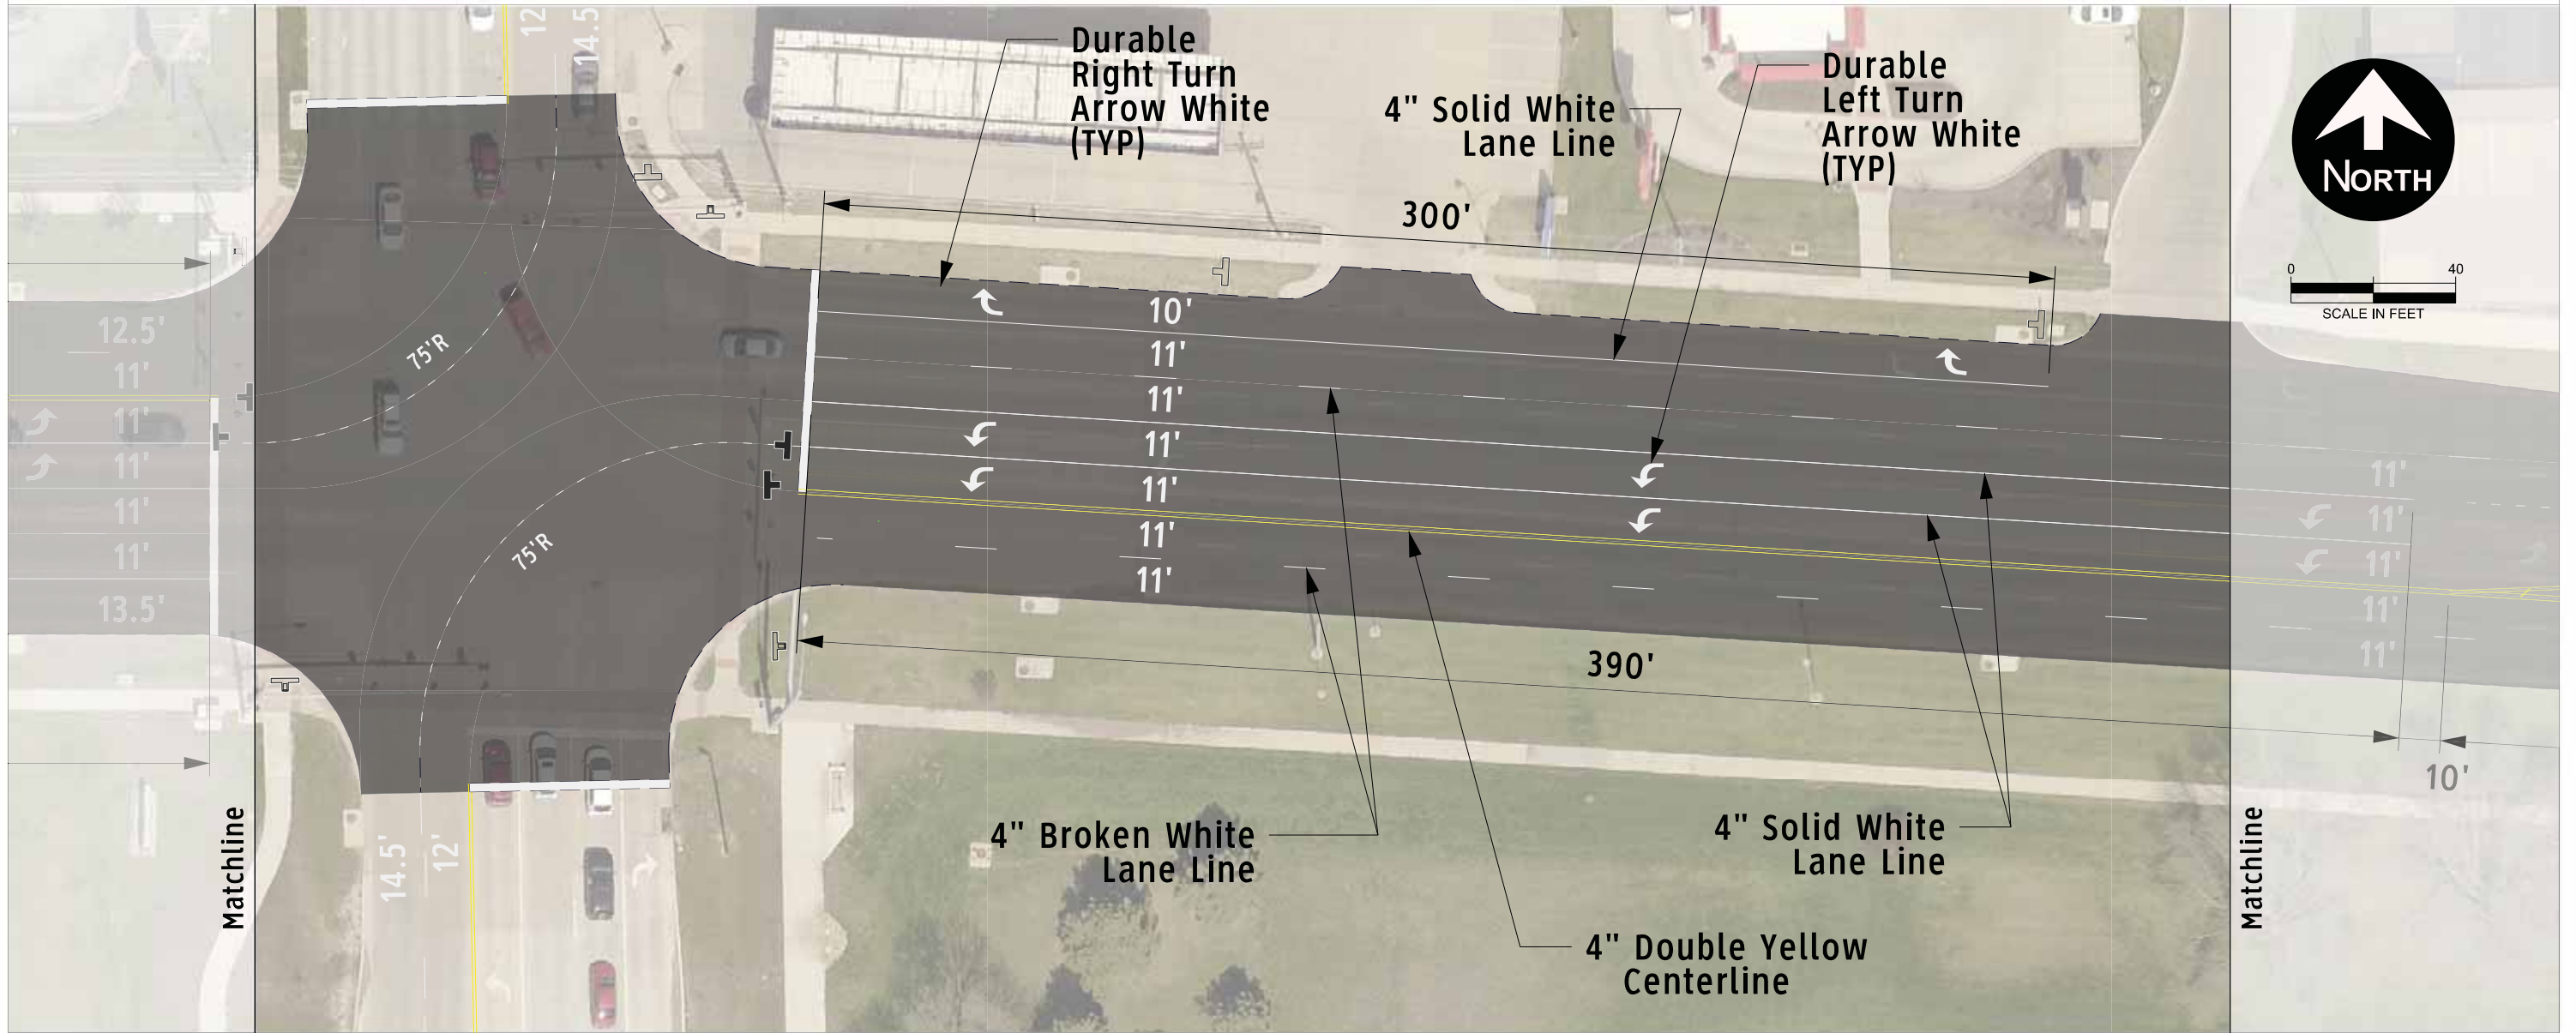 12
14.5
Durable
Right Turn
Arrow White
(TYP)
4" Solid White
Lane Line
Durable
Left Turn
Arrow White
(TYP)
NORTH
0 40
SCALE IN FEET
300'
12.5'
11'
11'
11'
11'
11'
13.5'
75'R
75'R
10'
11'
11'
11'
11'
11'
11'
11'
11'
11'
11'
11'
390'
10'
14.5'
12'
Matchline
4" Broken White
Lane Line
4" Solid White
Lane Line
Matchline
4" Double Yellow
Centerline